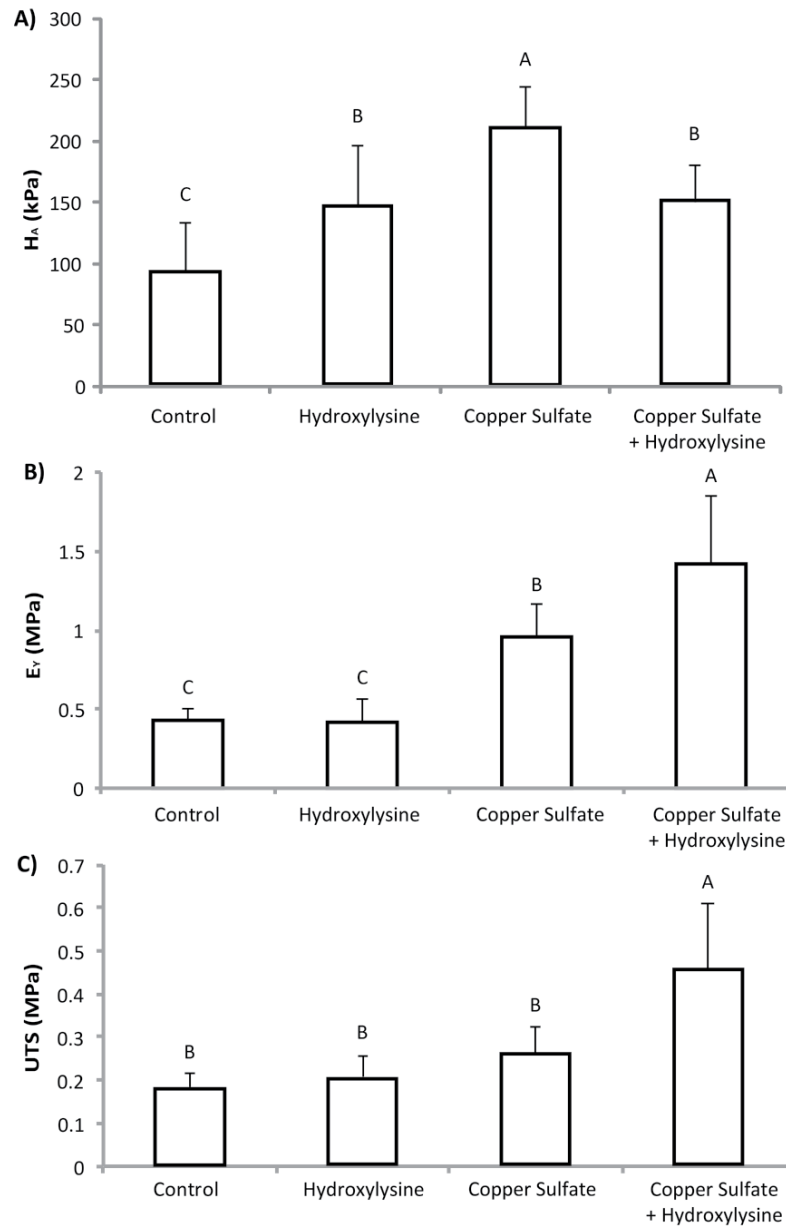 A)
300
250
200
150
100
50
0
Hₐ (kPa)
C
B
A
B
Control
Hydroxylysine
Copper Sulfate
Copper Sulfate
+ Hydroxylysine
B)
2
1.5
1
0.5
0
Eᵧ (MPa)
C
C
B
A
Control
Hydroxylysine
Copper Sulfate
Copper Sulfate
+ Hydroxylysine
C)
0.7
0.6
0.5
0.4
0.3
0.2
0.1
0
UTS (MPa)
B
B
B
A
Control
Hydroxylysine
Copper Sulfate
Copper Sulfate
+ Hydroxylysine